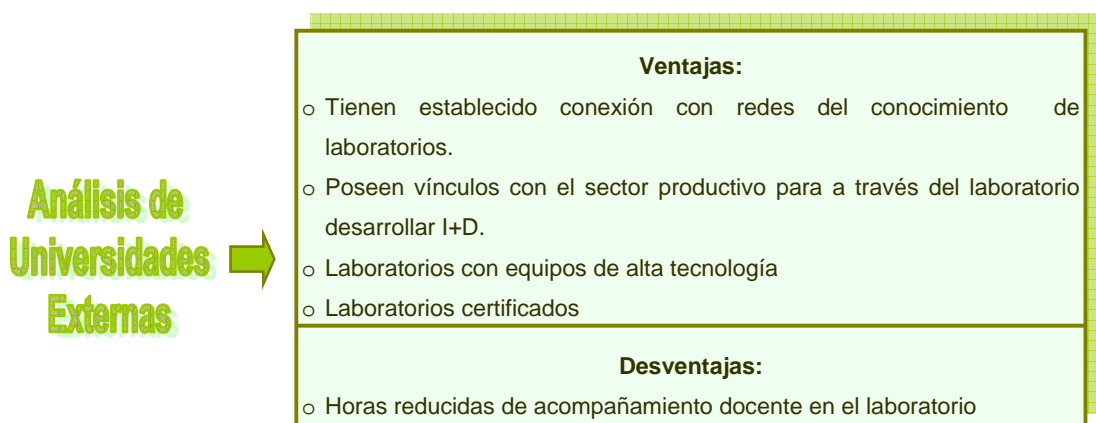 Análisis de
Universidades
Externas
Ventajas:
o Tienen establecido conexión con redes del conocimiento de
laboratorios.
o Poseen vínculos con el sector productivo para a través del laboratorio
desarrollar I+D.
o Laboratorios con equipos de alta tecnología
o Laboratorios certificados
Desventajas:
o Horas reducidas de acompañamiento docente en el laboratorio